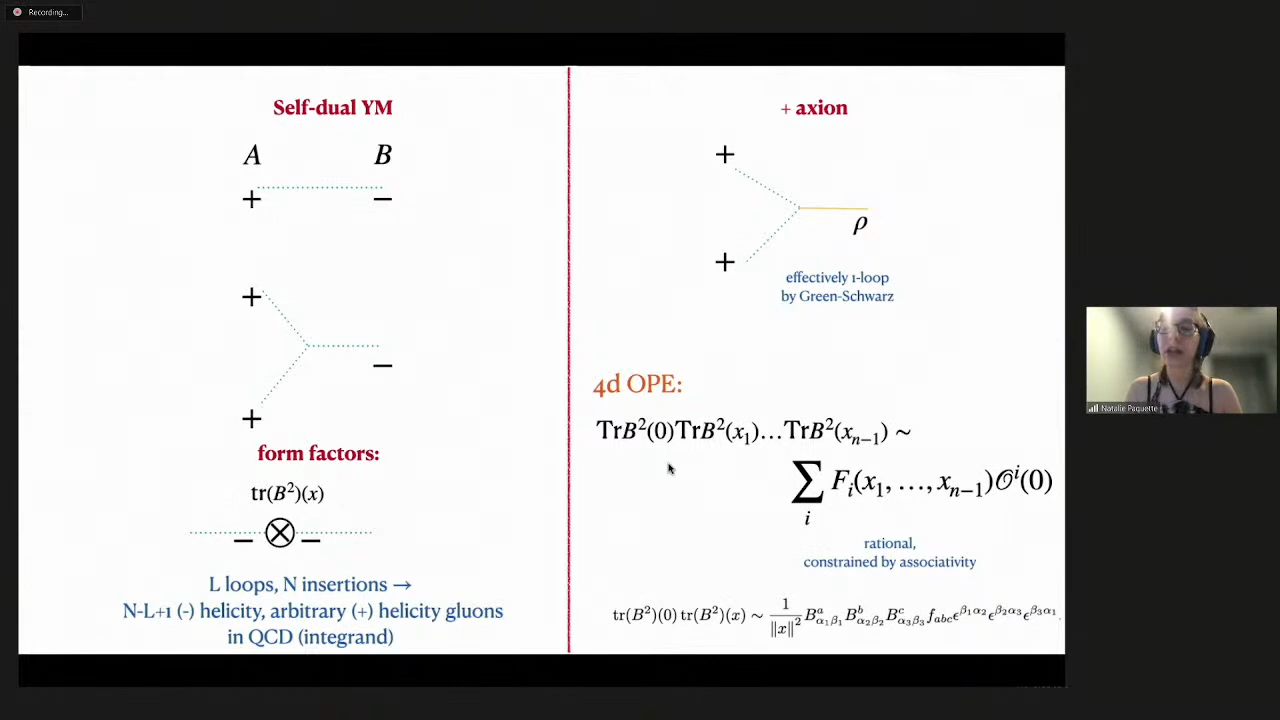 Recording...
Self-dual YM
A B
+ −
+
−
+
form factors:
tr(B²)(x)
− ⊗ −
L loops, N insertions →
N-L+1 (-) helicity, arbitrary (+) helicity gluons
in QCD (integrand)
+ axion
+
ρ
+
effectively 1-loop
by Green-Schwarz
4d OPE:
TrB²(0)TrB²(x₁)…TrB²(xₙ₋₁) ~
∑ᵢ Fᵢ(x₁, …, xₙ₋₁)𝒪ⁱ(0)
rational,
constrained by associativity
tr(B²)(0) tr(B²)(x) ~ 1/‖x‖² B^a_{α₁β₁} B^b_{α₂β₂} B^c_{α₃β₃} f_{abc} ϵ^{β₁α₂} ϵ^{β₂α₃} ϵ^{β₃α₁}.
Natalie Paquette